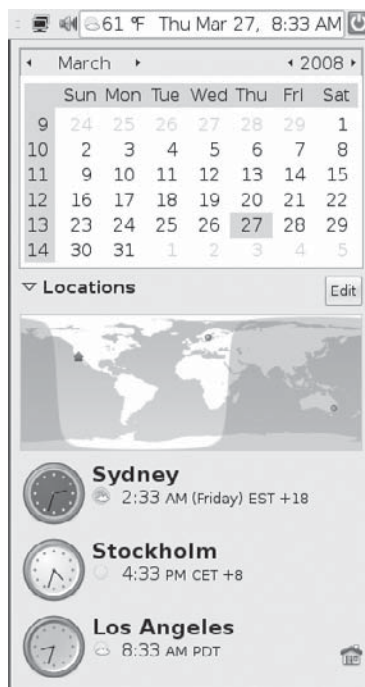 61 °F Thu Mar 27, 8:33 AM
March 2008
Sun Mon Tue Wed Thu Fri Sat
9 24 25 26 27 28 29 1
10 2 3 4 5 6 7 8
11 9 10 11 12 13 14 15
12 16 17 18 19 20 21 22
13 23 24 25 26 27 28 29
14 30 31 1 2 3 4 5
Locations Edit
Sydney
2:33 AM (Friday) EST +18
Stockholm
4:33 PM CET +8
Los Angeles
8:33 AM PDT